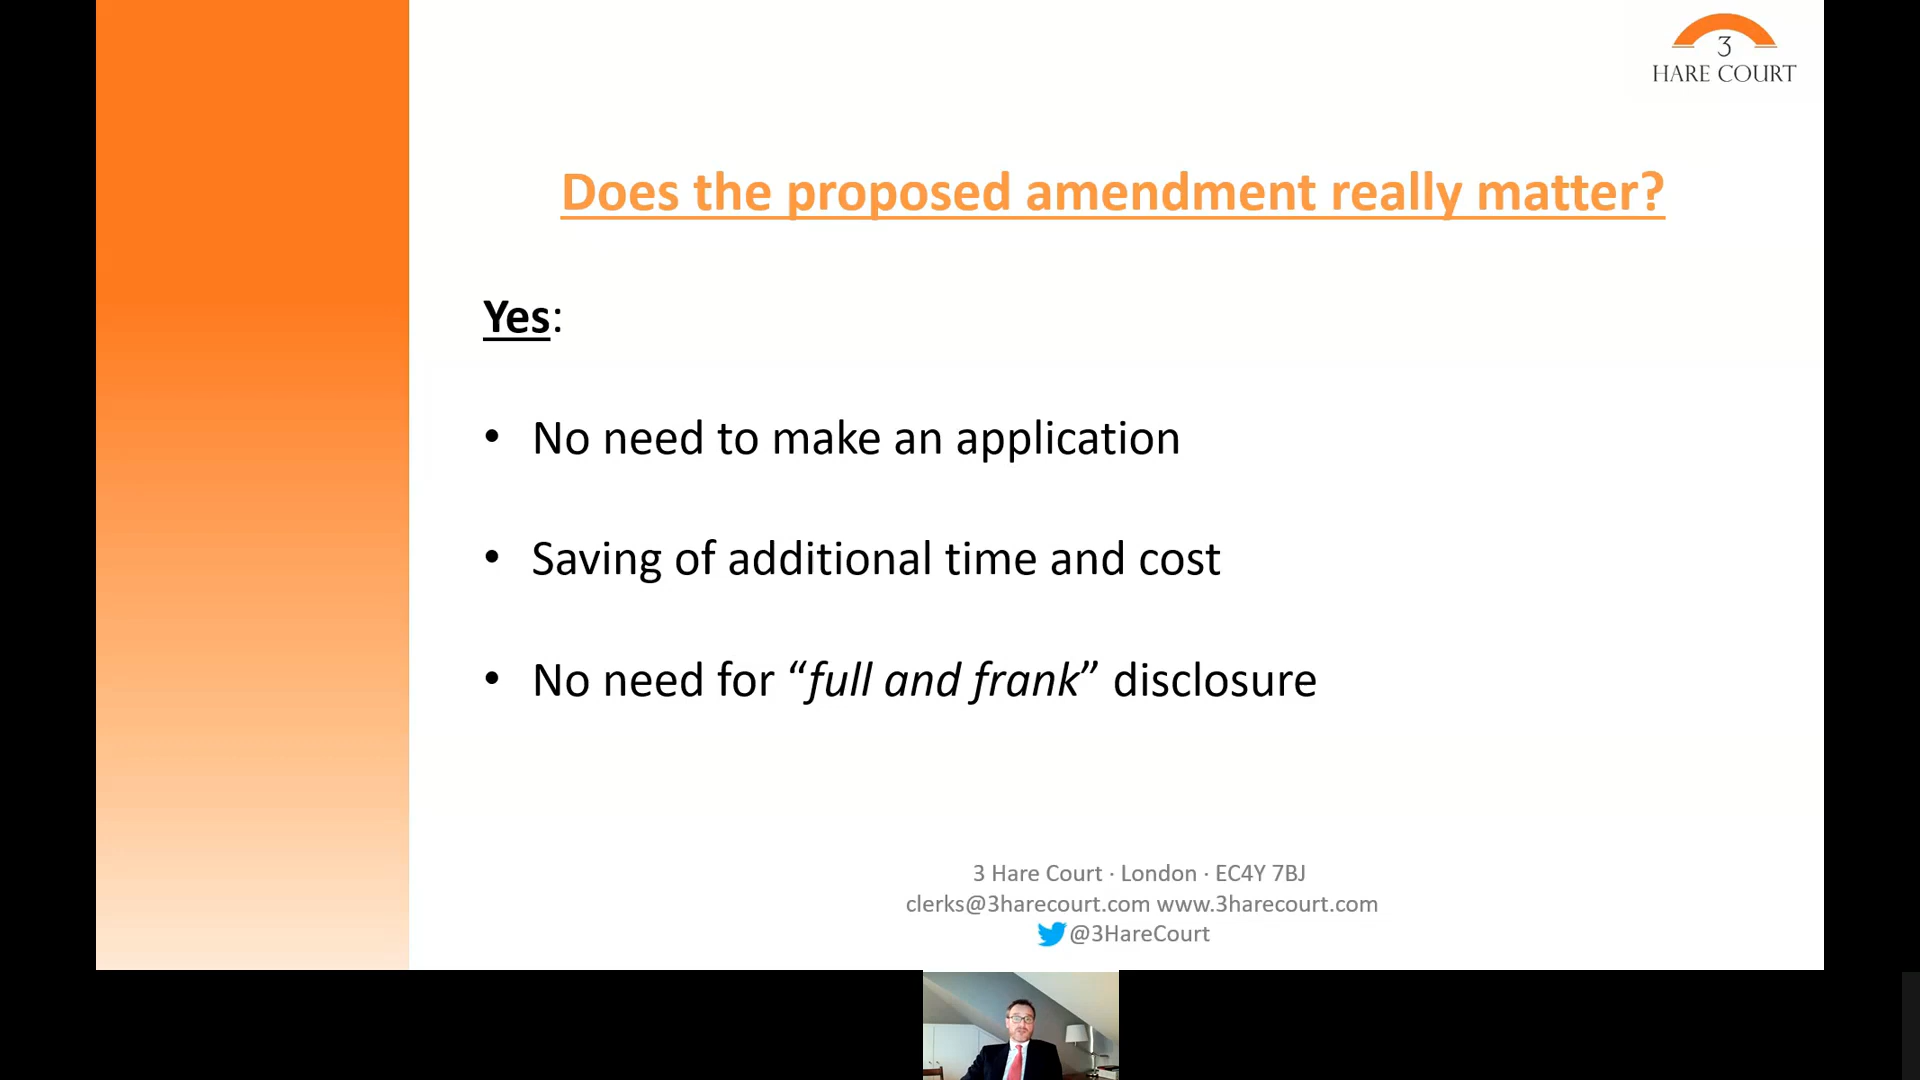 3
HARE COURT
Does the proposed amendment really matter?
Yes:
• No need to make an application
• Saving of additional time and cost
• No need for “full and frank” disclosure
3 Hare Court · London · EC4Y 7BJ
clerks@3harecourt.com www.3harecourt.com
@3HareCourt